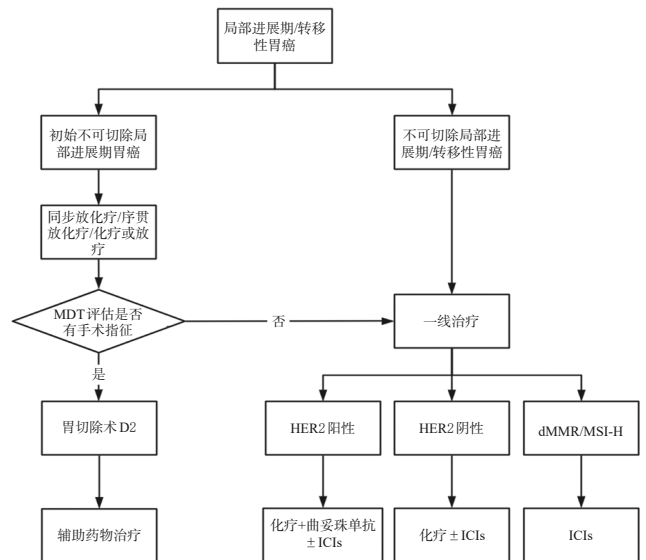 局部进展期/转移
性胃癌
初始不可切除局
部进展期胃癌
不可切除局部进
展期/转移性胃癌
同步放化疗/序贯
放化疗/化疗或放
疗
MDT评估是否
有手术指征
否
一线治疗
是
胃切除术D2
HER2阳性
HER2阴性
dMMR/MSI-H
辅助药物治疗
化疗+曲妥珠单抗
±ICIs
化疗±ICIs
ICIs